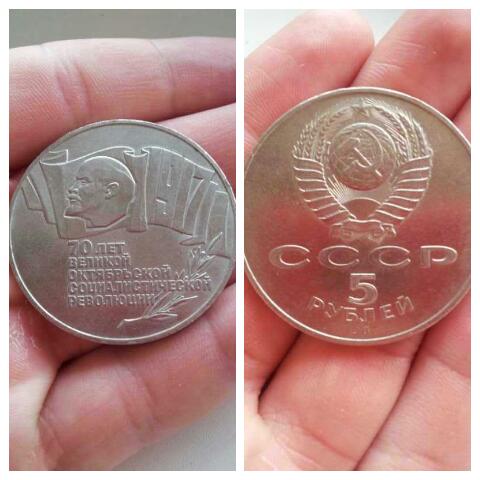 1917
70 ЛЕТ
ВЕЛИКОЙ
ОКТЯБРЬСКОЙ
СОЦИАЛИСТИЧЕСКОЙ
РЕВОЛЮЦИИ
СССР
5
РУБЛЕЙ